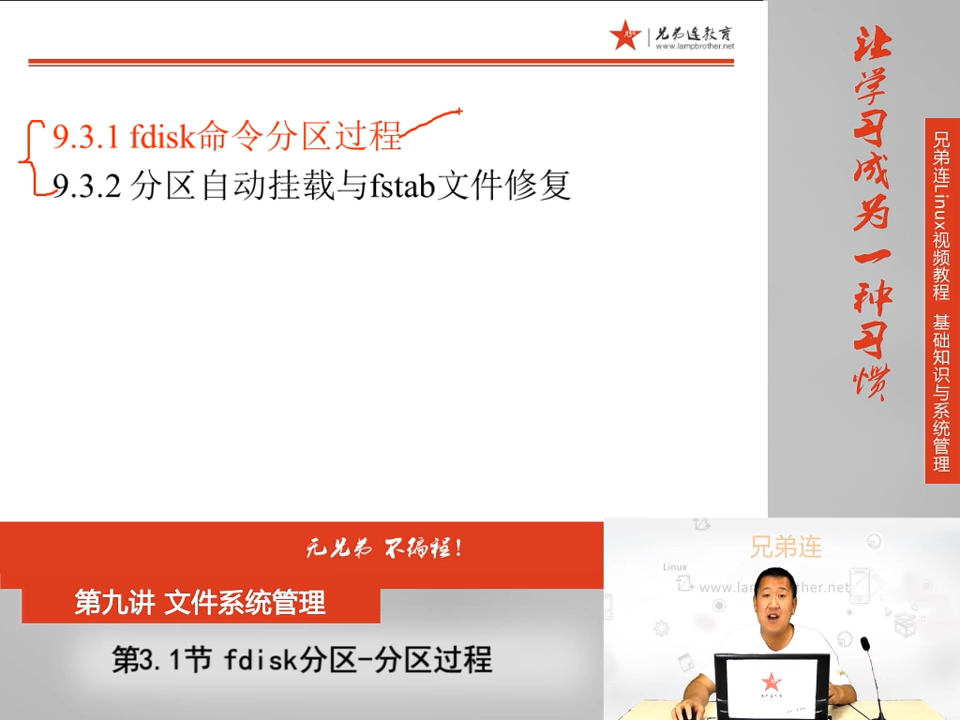 兄弟连教育
www.lampbrother.net
9.3.1 fdisk命令分区过程
9.3.2 分区自动挂载与fstab文件修复
让学习成为一种习惯
兄弟连Linux视频教程 基础知识与系统管理
无兄弟 不编程!
第九讲 文件系统管理
第3.1节 fdisk分区-分区过程
兄弟连
Linux